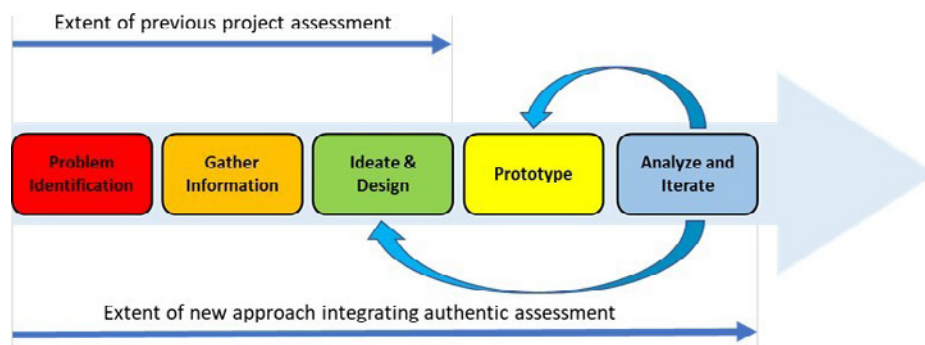 Extent of previous project assessment
Problem
Identification
Gather
Information
Ideate &
Design
Prototype
Analyze and
Iterate
Extent of new approach integrating authentic assessment